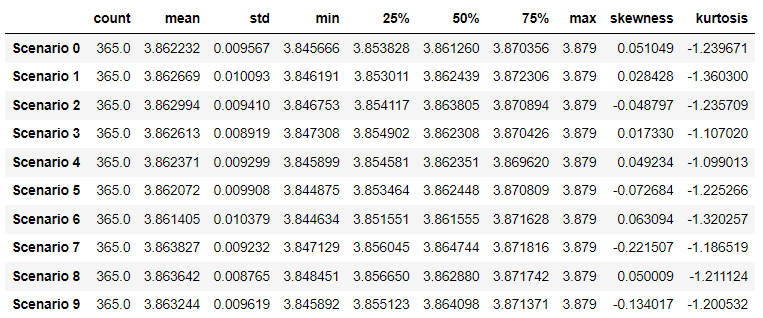 count mean std min 25% 50% 75% max skewness kurtosis
Scenario 0 365.0 3.862232 0.009567 3.845666 3.853828 3.861260 3.870356 3.879 0.051049 -1.239671
Scenario 1 365.0 3.862669 0.010093 3.846191 3.853011 3.862439 3.872306 3.879 0.028428 -1.360300
Scenario 2 365.0 3.862994 0.009410 3.846753 3.854117 3.863805 3.870894 3.879 -0.048797 -1.235709
Scenario 3 365.0 3.862613 0.008919 3.847308 3.854902 3.862308 3.870426 3.879 0.017330 -1.107020
Scenario 4 365.0 3.862371 0.009299 3.845899 3.854581 3.862351 3.869620 3.879 0.049234 -1.099013
Scenario 5 365.0 3.862072 0.009908 3.844875 3.853464 3.862448 3.870809 3.879 -0.072684 -1.225266
Scenario 6 365.0 3.861405 0.010379 3.844634 3.851551 3.861555 3.871628 3.879 0.063094 -1.320257
Scenario 7 365.0 3.863827 0.009232 3.847129 3.856045 3.864744 3.871816 3.879 -0.221507 -1.186519
Scenario 8 365.0 3.863642 0.008765 3.848451 3.856650 3.862880 3.871742 3.879 0.050009 -1.211124
Scenario 9 365.0 3.863244 0.009619 3.845892 3.855123 3.864098 3.871371 3.879 -0.134017 -1.200532